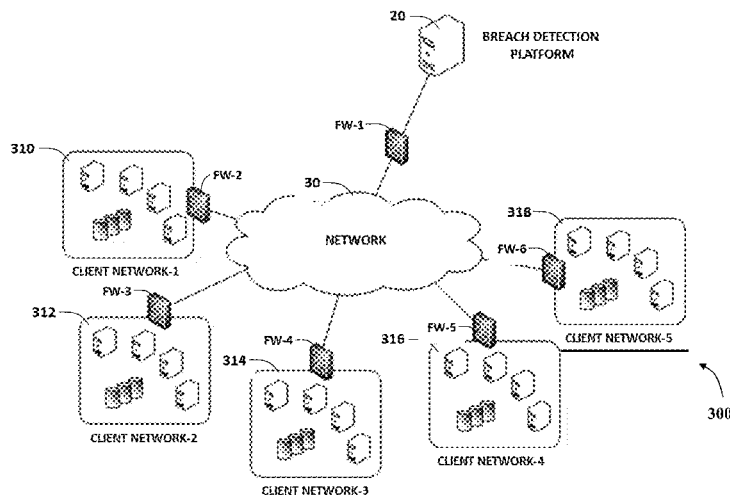 20
BREACH DETECTION
PLATFORM
FW-1
310
FW-2
30
NETWORK
318
FW-6
CLIENT NETWORK-1
FW-3
312
FW-4
314
316
FW-5
CLIENT NETWORK-5
300
CLIENT NETWORK-2
CLIENT NETWORK-4
CLIENT NETWORK-3